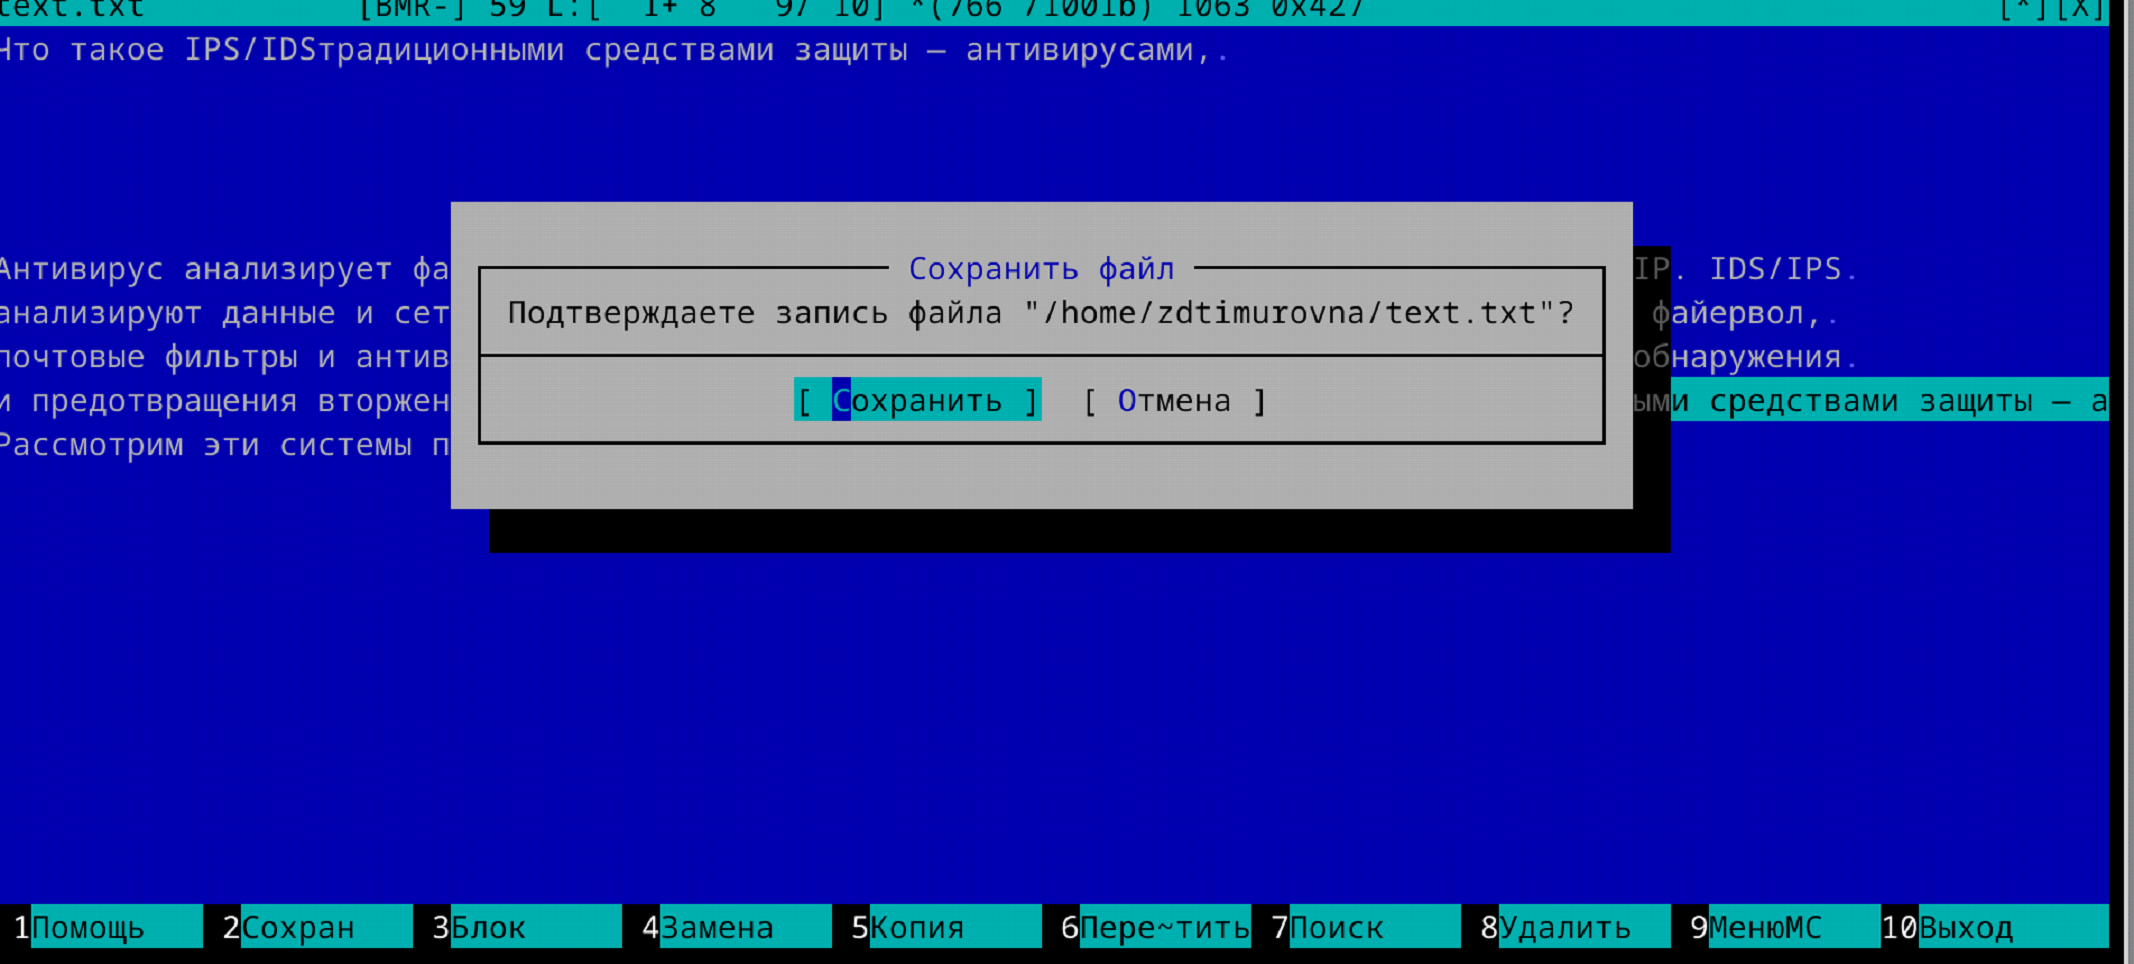 text.txt [BMR-] 59 L:[ 1+ 8 9/ 10] *(766 /1001b) 1063 0x427 [*][X]
Что такое IPS/IDSтрадиционными средствами защиты — антивирусами,.
Антивирус анализирует фа IP. IDS/IPS.
анализируют данные и сет файервол,.
почтовые фильтры и антив обнаружения.
и предотвращения вторжен ыми средствами защиты — а
Рассмотрим эти системы п
Сохранить файл
Подтверждаете запись файла "/home/zdtimurovna/text.txt"?
[ Сохранить ] [ Отмена ]
1Помощь 2Сохран 3Блок 4Замена 5Копия 6Пере~тить 7Поиск 8Удалить 9МенюMC 10Выход